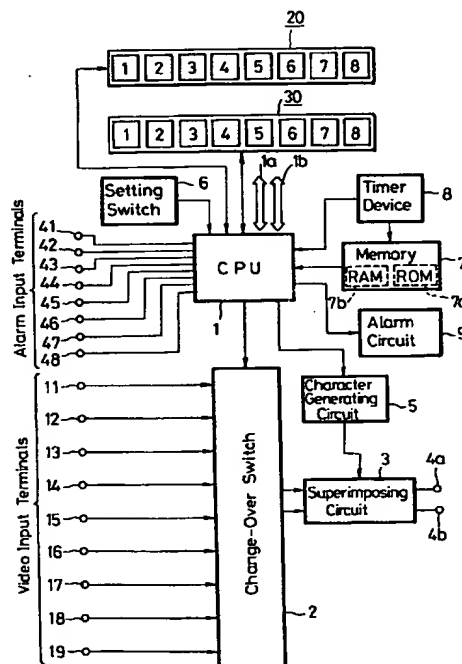 20
1 2 3 4 5 6 7 8
30
1 2 3 4 5 6 7 8
1a 1b
Setting
Switch
6
Timer
Device
8
Alarm Input Terminals
41
42
43
44
45
46
47
48
CPU
1
Memory
7
RAM ROM
7b
Alarm
Circuit
9
Character
Generating
Circuit
5
Video Input Terminals
11
12
13
14
15
16
17
18
19
Change-Over Switch
2
3
Superimposing
Circuit
4a
4b